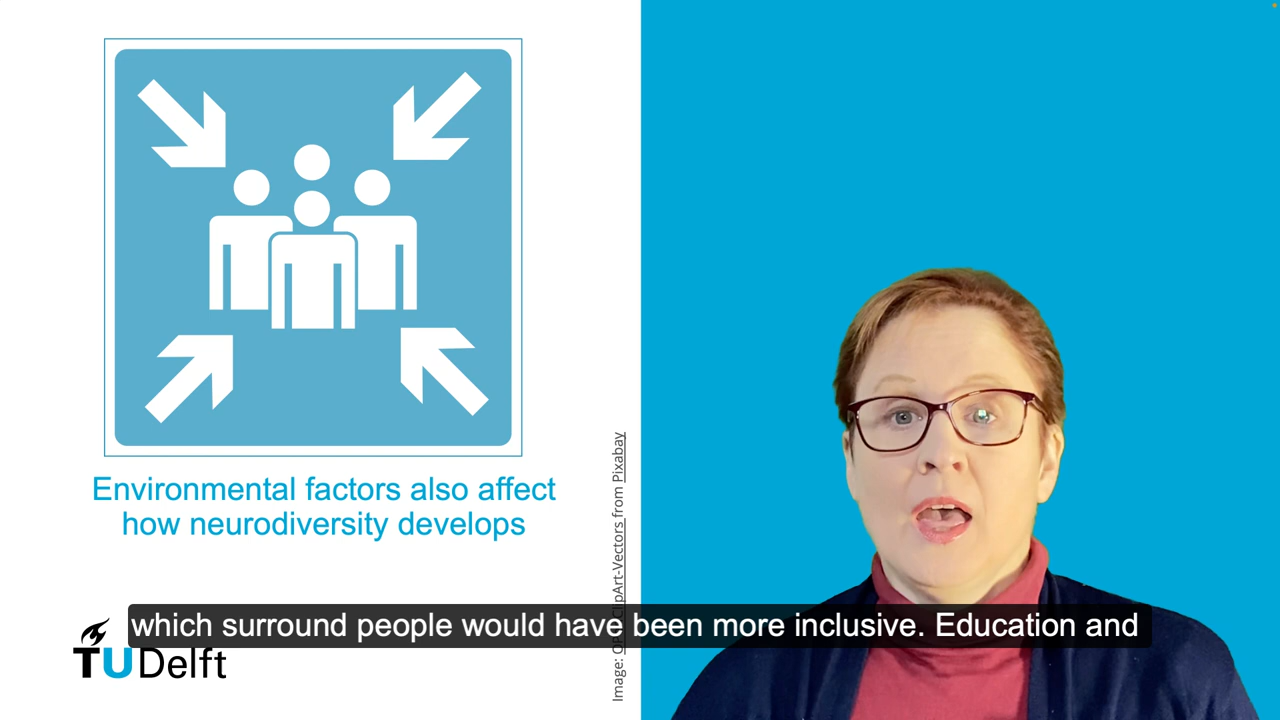 Environmental factors also affect
how neurodiversity develops
Image: OpenClipArt-Vectors from Pixabay
which surround people would have been more inclusive. Education and
TU Delft